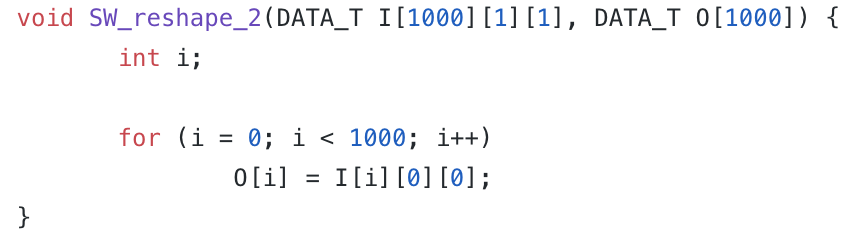 void SW_reshape_2(DATA_T I[1000][1][1], DATA_T O[1000]) {
int i;
for (i = 0; i < 1000; i++)
O[i] = I[i][0][0];
}